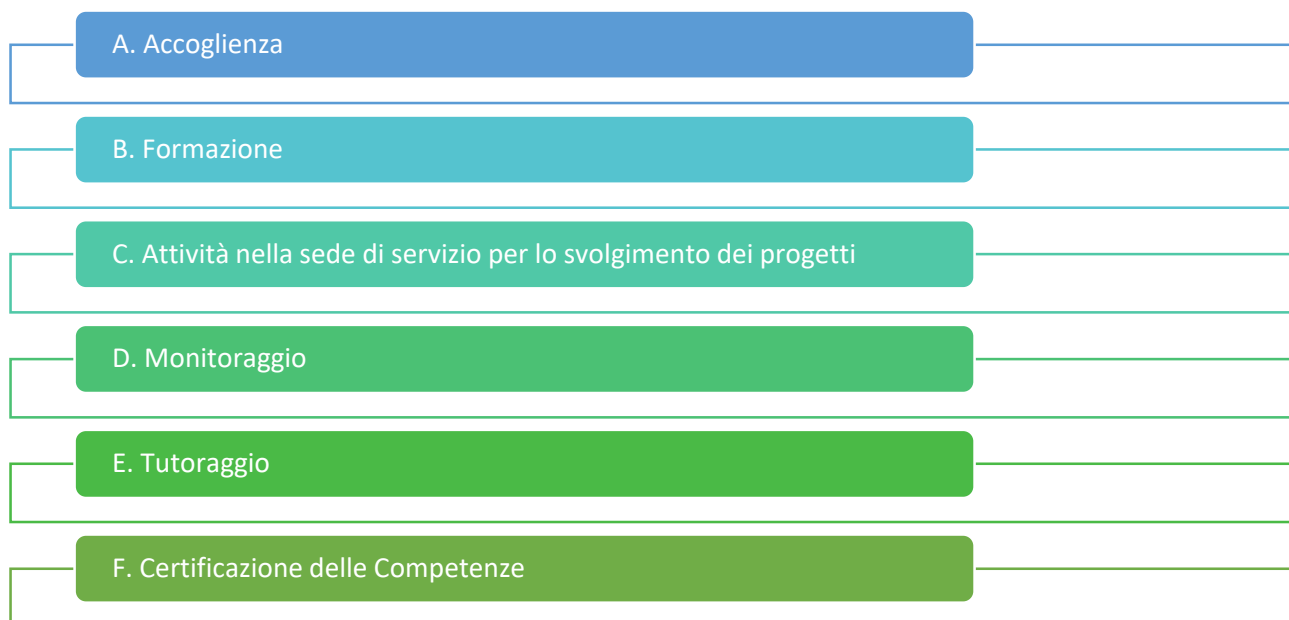 A. Accoglienza
B. Formazione
C. Attività nella sede di servizio per lo svolgimento dei progetti
D. Monitoraggio
E. Tutoraggio
F. Certificazione delle Competenze